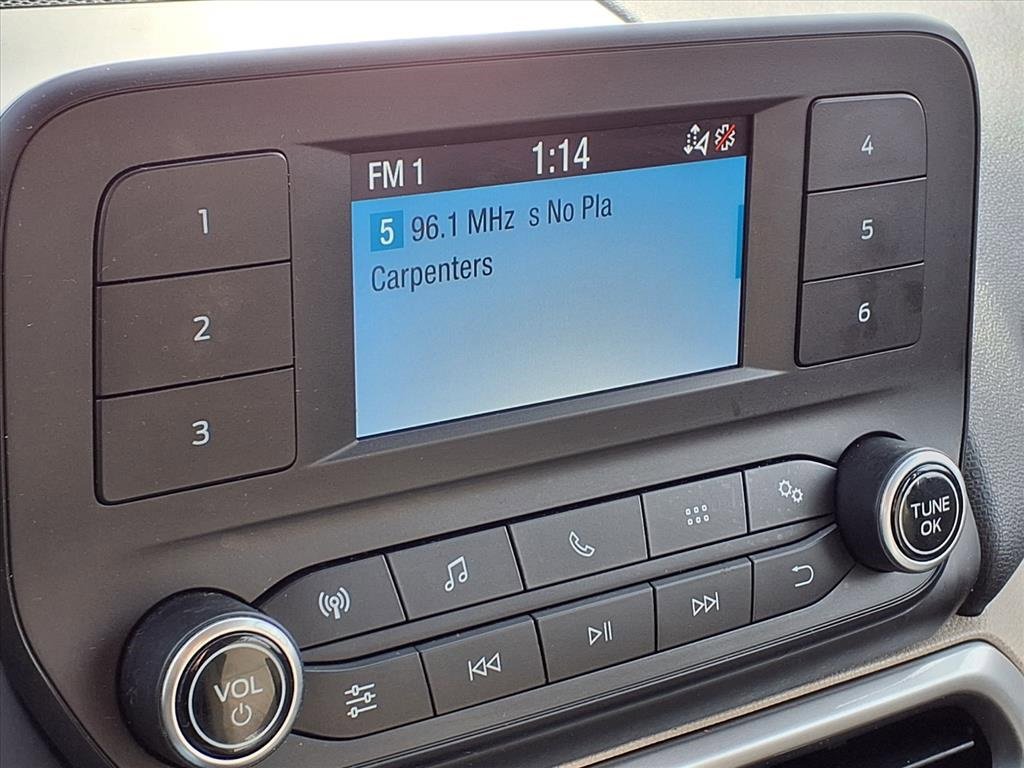 FM 1 1:14
5 96.1 MHz s No Pla
Carpenters
1
2
3
4
5
6
VOL
TUNE
OK